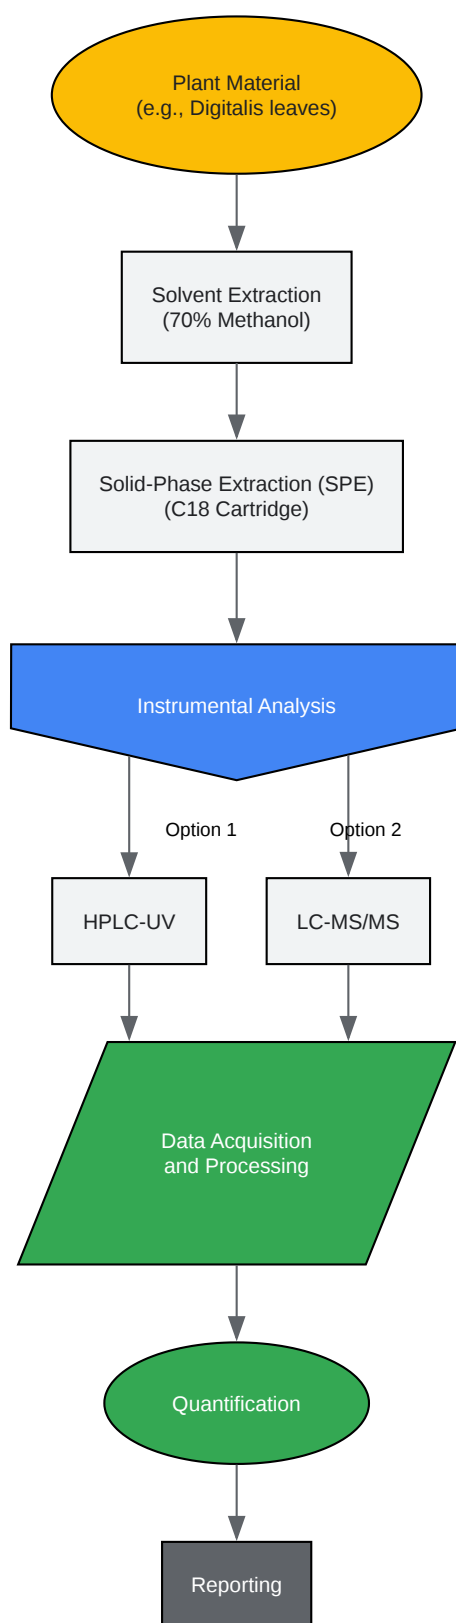 Plant Material
(e.g., Digitalis leaves)
Solvent Extraction
(70% Methanol)
Solid-Phase Extraction (SPE)
(C18 Cartridge)
Instrumental Analysis
Option 1
Option 2
HPLC-UV
LC-MS/MS
Data Acquisition
and Processing
Quantification
Reporting